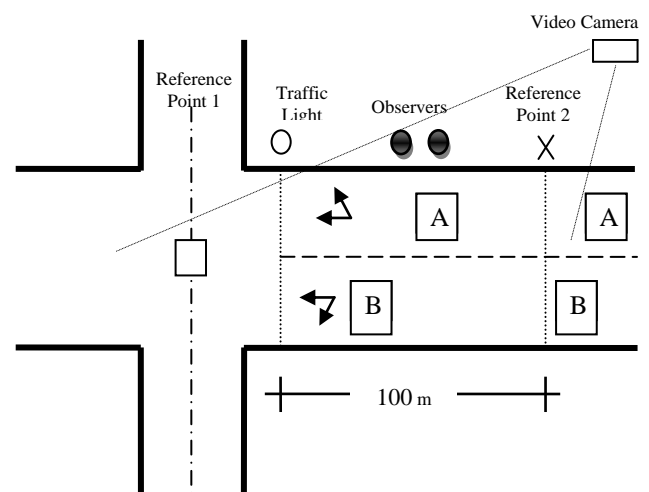 Video Camera
Reference
Point 1
Traffic
Light
Observers
Reference
Point 2
A
A
B
B
100 m